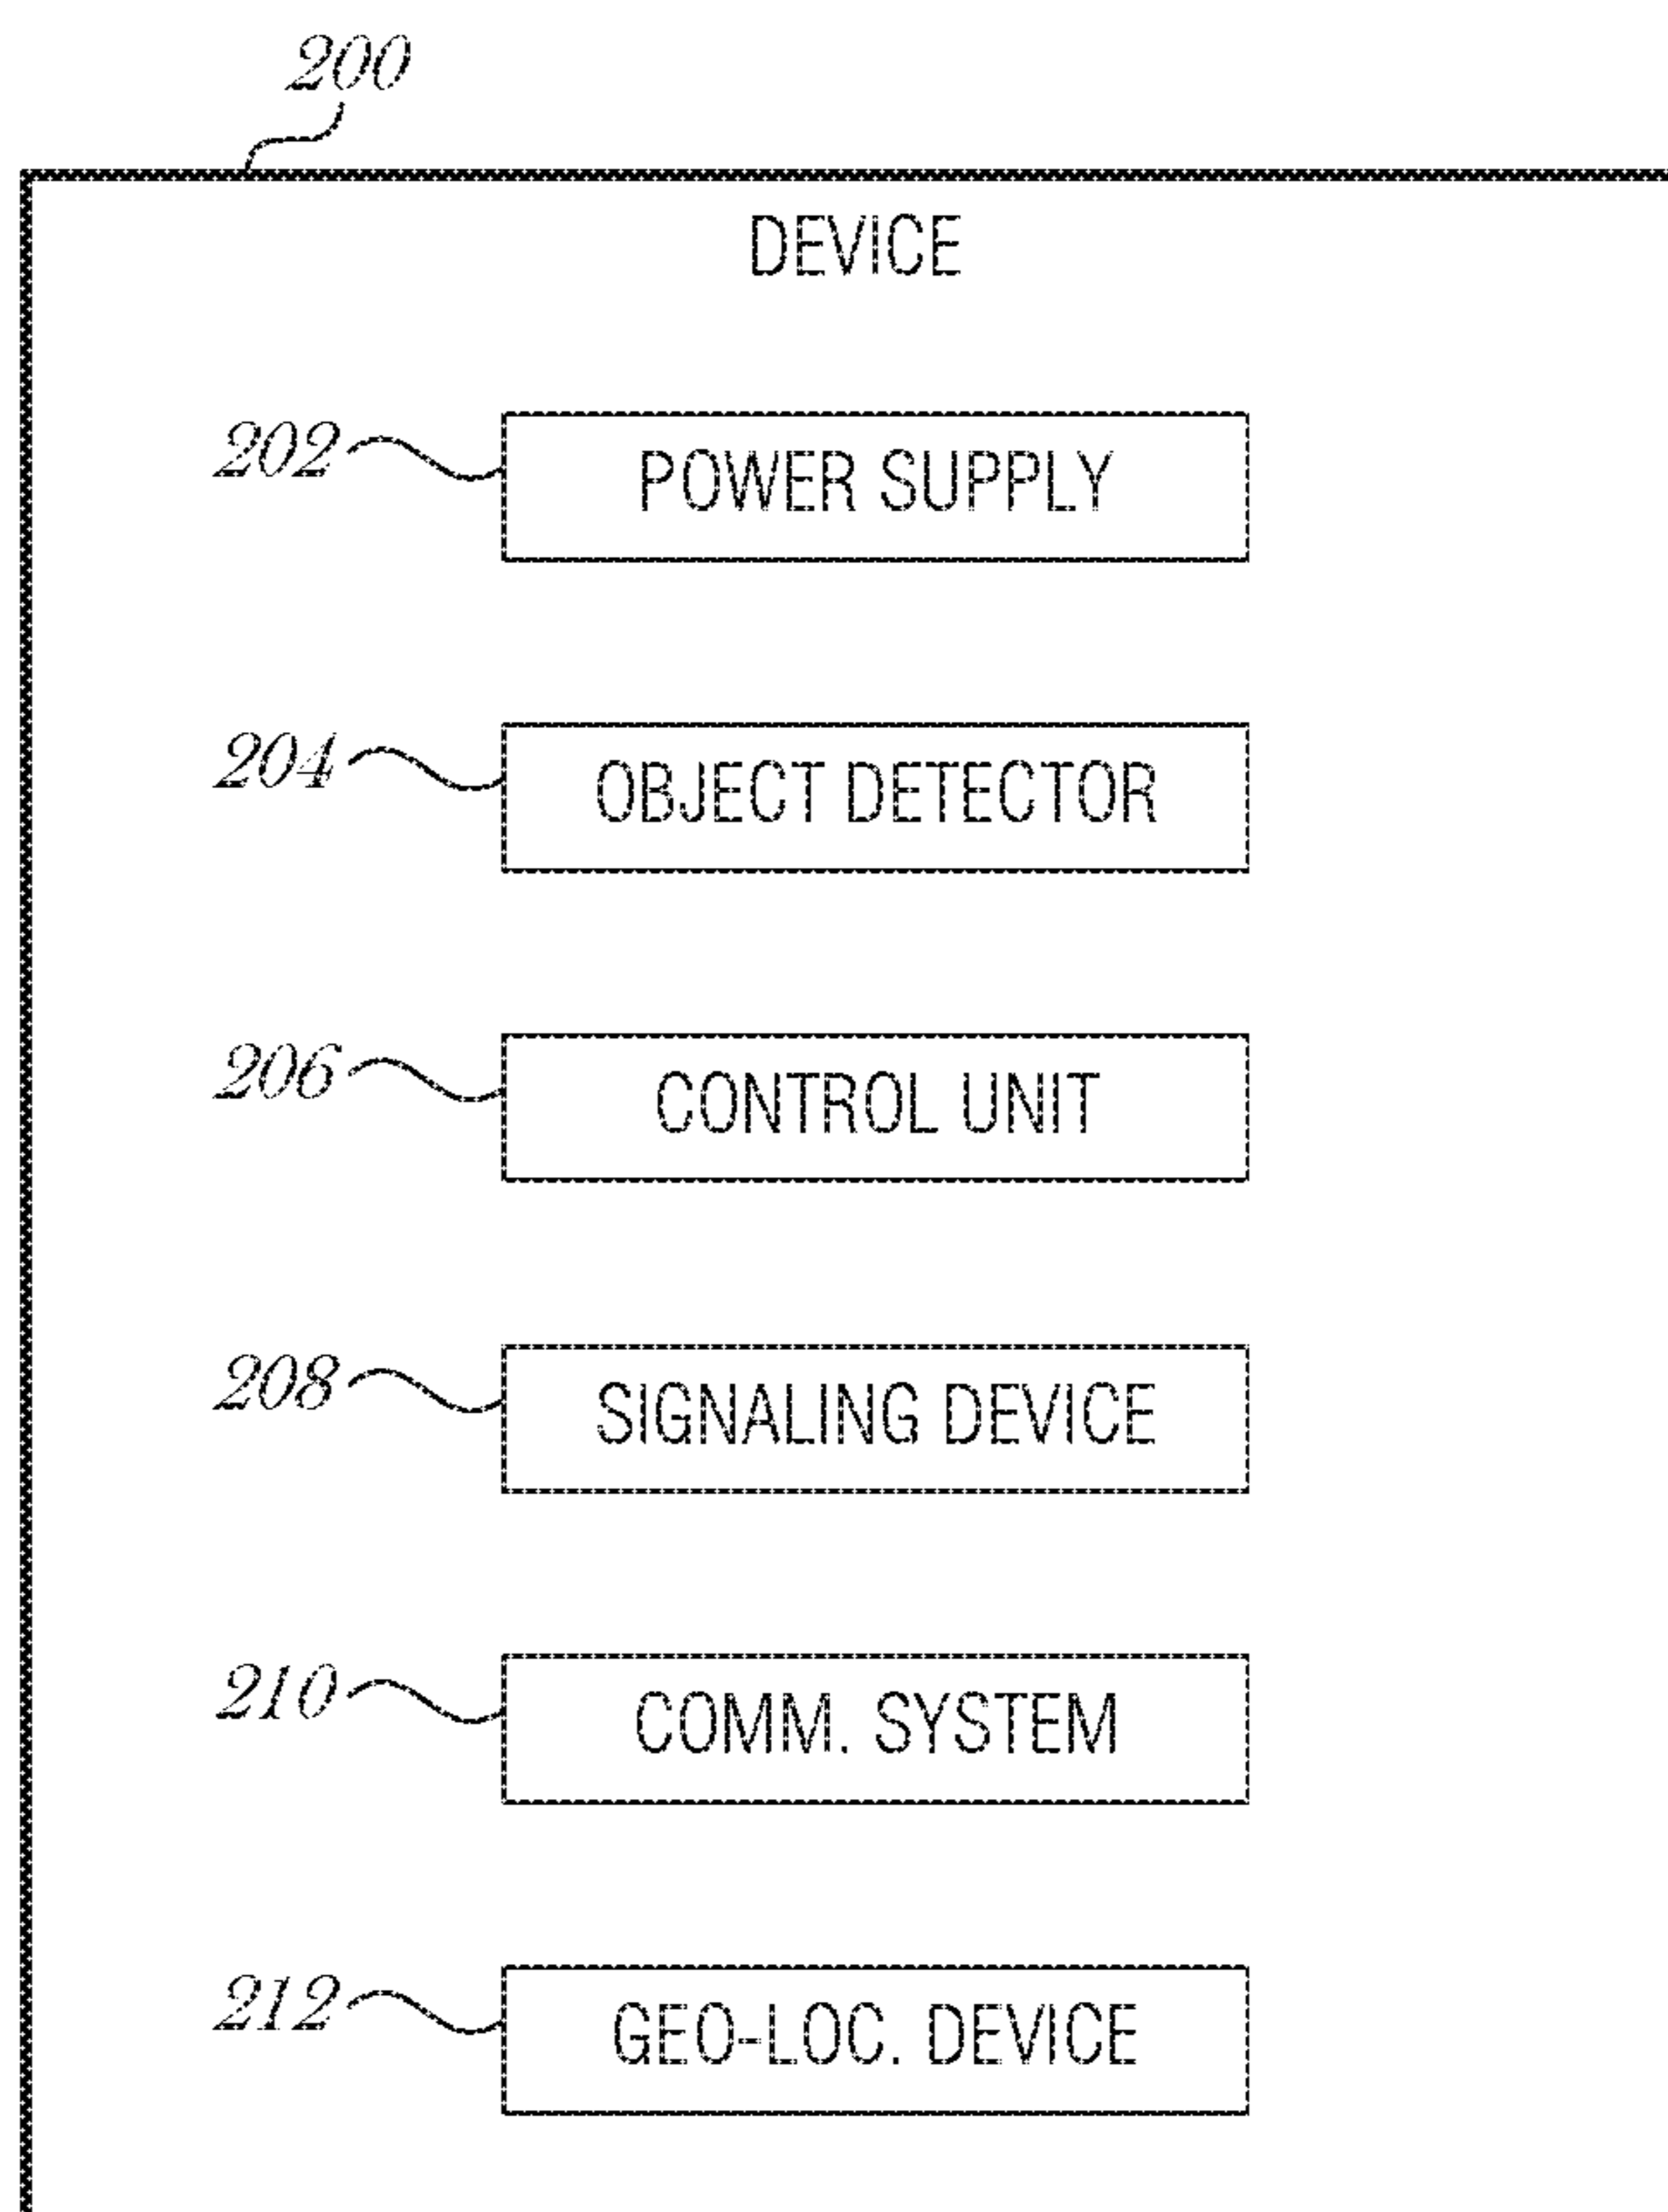 200
DEVICE
202 POWER SUPPLY
204 OBJECT DETECTOR
206 CONTROL UNIT
208 SIGNALING DEVICE
210 COMM. SYSTEM
212 GEO-LOC. DEVICE